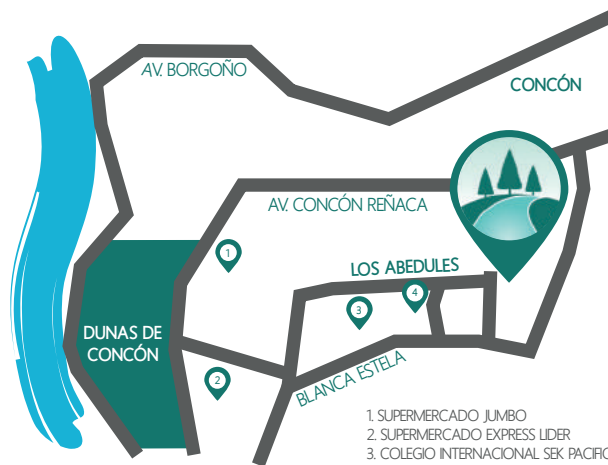 AV. BORGOÑO
CONCÓN
AV. CONCÓN REÑACA
1
LOS ABEDULES
4
3
DUNAS DE
CONCÓN
2
BLANCA ESTELA
1. SUPERMERCADO JUMBO
2. SUPERMERCADO EXPRESS LIDER
3. COLEGIO INTERNACIONAL SEK PACIFIC